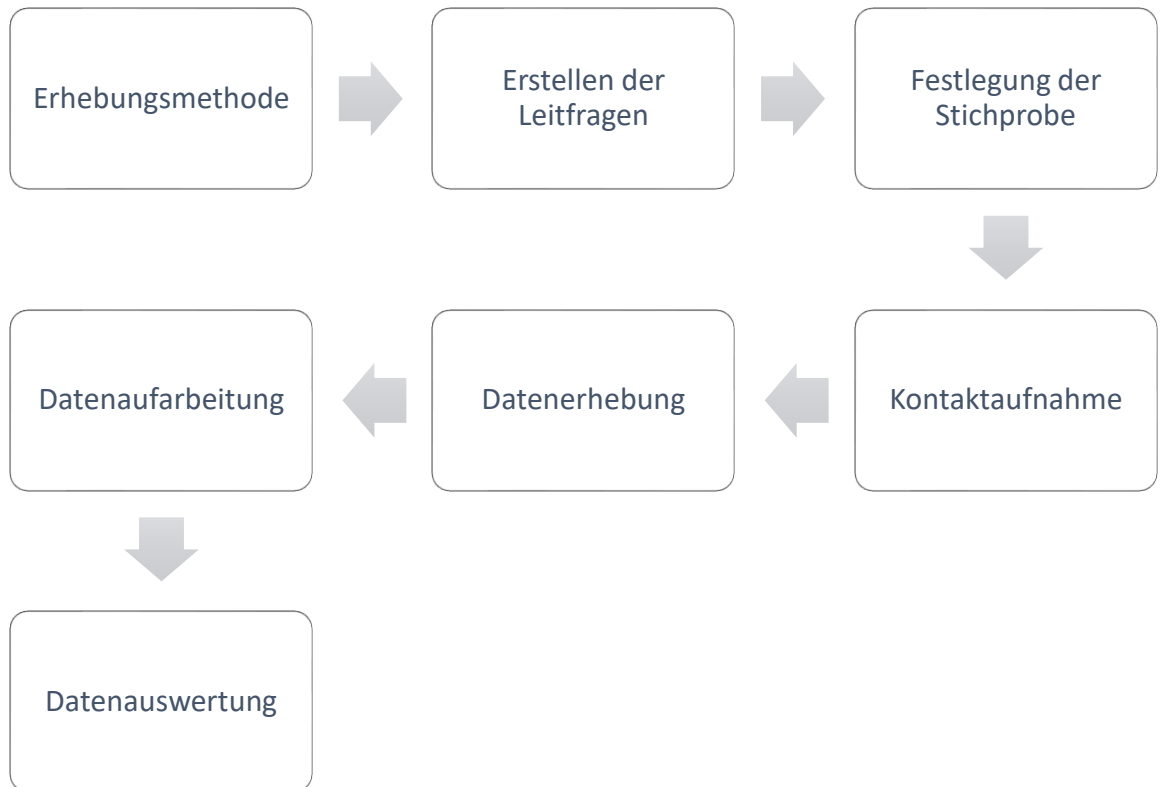 Erhebungsmethode
Erstellen der
Leitfragen
Festlegung der
Stichprobe
Kontaktaufnahme
Datenerhebung
Datenaufarbeitung
Datenauswertung